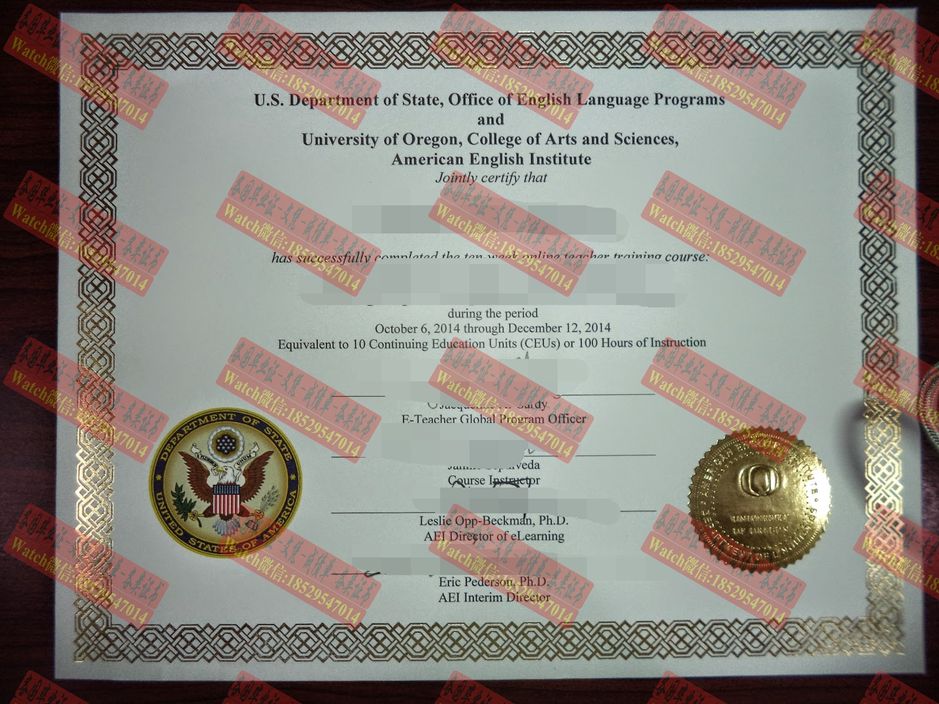 U.S. Department of State, Office of English Language Programs
and
University of Oregon, College of Arts and Sciences,
American English Institute
Jointly certify that
has successfully completed the ten-week online teacher training course:
during the period
October 6, 2014 through December 12, 2014
Equivalent to 10 Continuing Education Units (CEUs) or 100 Hours of Instruction
E-Teacher Global Program Officer
Course Instructor
Leslie Opp-Beckman, Ph.D.
AEI Director of eLearning
Eric Pederson, Ph.D.
AEI Interim Director
DEPARTMENT OF STATE
UNITED STATES OF AMERICA
UNIVERSITY
OF OREGON
Watch微信:18529547014